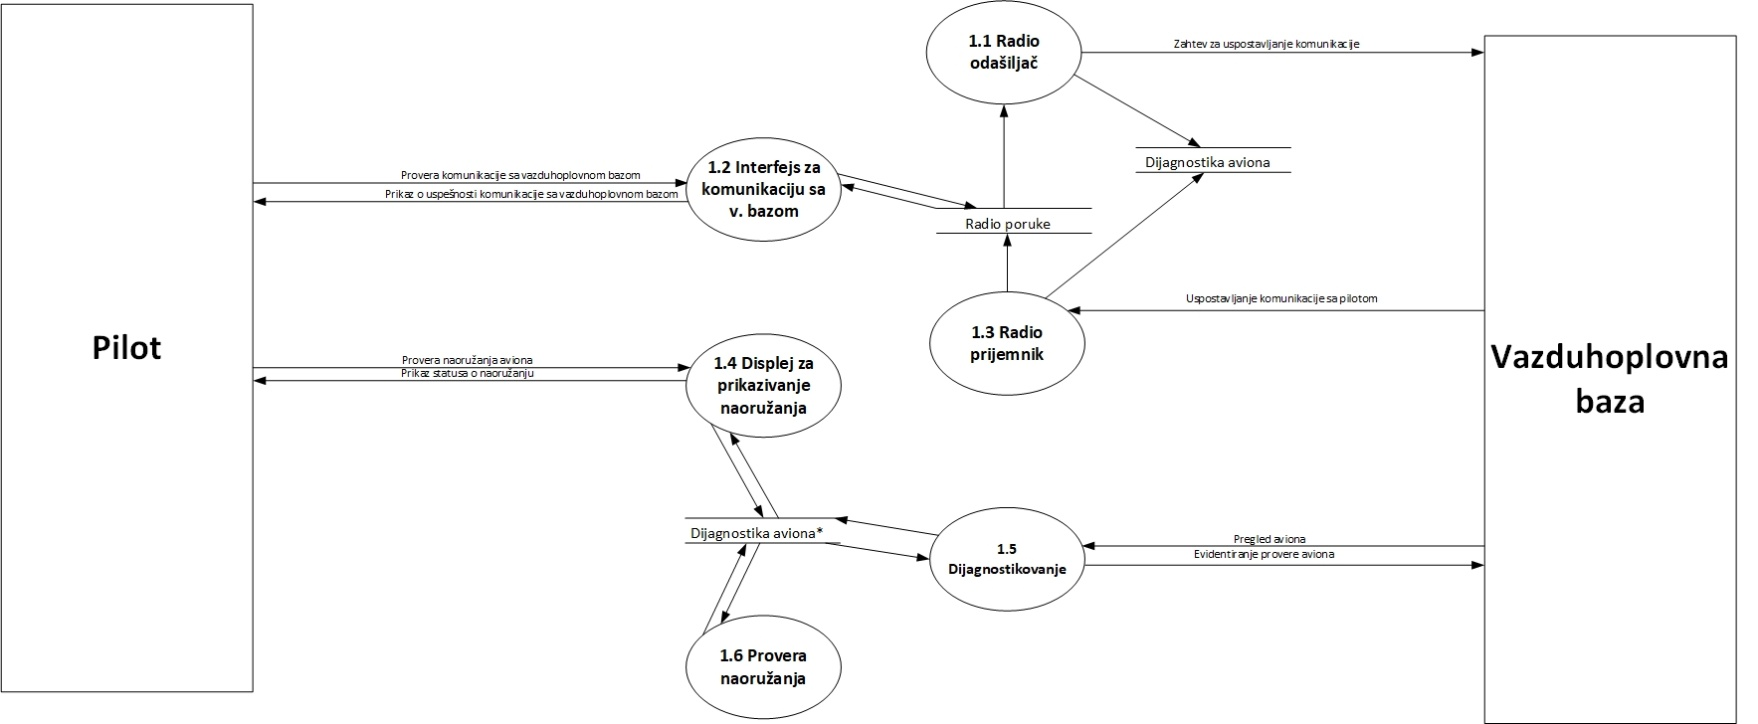 1.1 Radio
odašiljač
Zahtev za uspostavljanje komunikacije
Dijagnostika aviona
1.2 Interfejs za
komunikaciju sa
v. bazom
Provera komunikacije sa vazduhoplovnom bazom
Prikaz o uspešnosti komunikacije sa vazduhoplovnom bazom
Radio poruke
Uspostavljanje komunikacije sa pilotom
1.3 Radio
prijemnik
Pilot
Vazduhoplovna
baza
Provera naoružanja aviona
Prikaz statusa o naoružanju
1.4 Displej za
prikazivanje
naoružanja
Dijagnostika aviona*
1.5
Dijagnostikovanje
Pregled aviona
Evidentiranje provere aviona
1.6 Provera
naoružanja